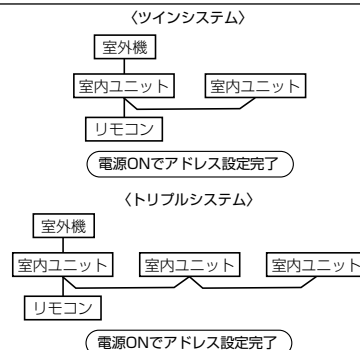 〈ツインシステム〉
室外機
室内ユニット 室内ユニット
リモコン
電源ONでアドレス設定完了
〈トリプルシステム〉
室外機
室内ユニット 室内ユニット 室内ユニット
リモコン
電源ONでアドレス設定完了